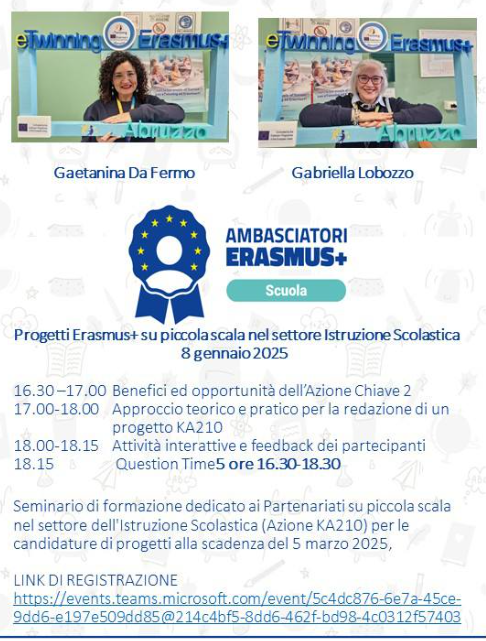 eTwinning Erasmus+
eTwinning Erasmus+
Abruzzo
Abruzzo
Gaetanina Da Fermo
Gabriella Lobozzo
AMBASCIATORI
ERASMUS+
Scuola
Progetti Erasmus+ su piccola scala nel settore Istruzione Scolastica
8 gennaio 2025
16.30 –17.00 Benefici ed opportunità dell'Azione Chiave 2
17.00-18.00 Approccio teorico e pratico per la redazione di un
progetto KA210
18.00-18.15 Attività interattive e feedback dei partecipanti
18.15 Question Time5 ore 16.30-18.30
Seminario di formazione dedicato ai Partenariati su piccola scala
nel settore dell'Istruzione Scolastica (Azione KA210) per le
candidature di progetti alla scadenza del 5 marzo 2025,
LINK DI REGISTRAZIONE
https://events.teams.microsoft.com/event/5c4dc876-6e7a-45ce-
9dd6-e197e509dd85@214c4bf5-8dd6-462f-bd98-4c0312f57403